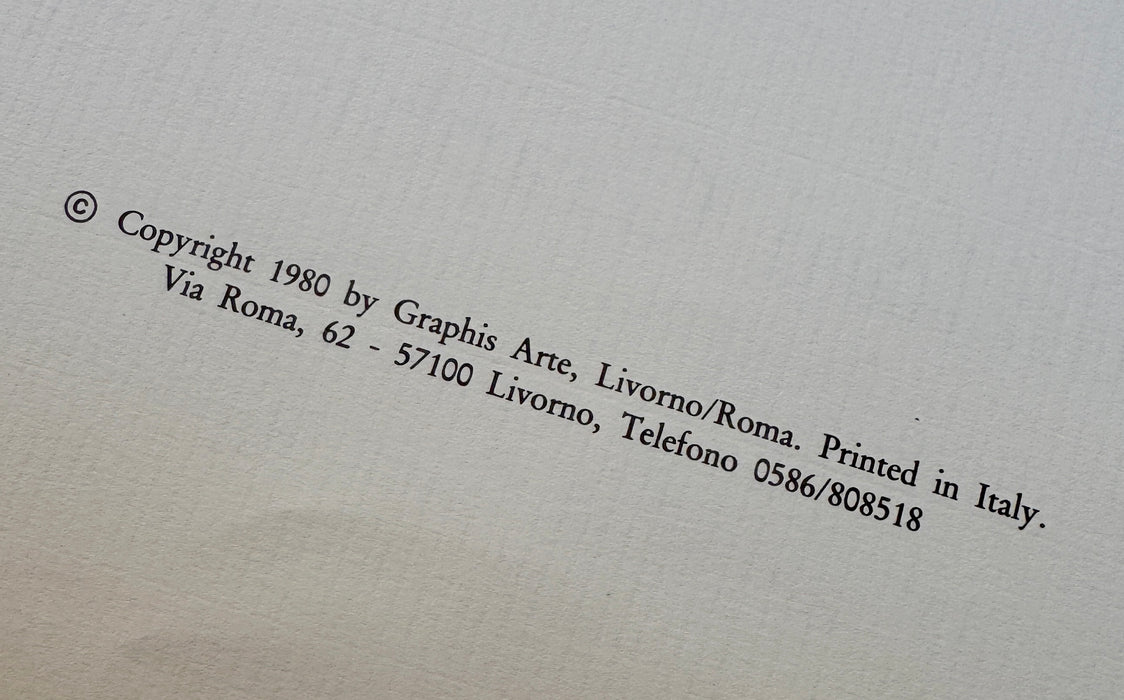 © Copyright 1980 by Graphis Arte, Livorno/Roma. Printed in Italy.
Via Roma, 62 - 57100 Livorno, Telefono 0586/808518